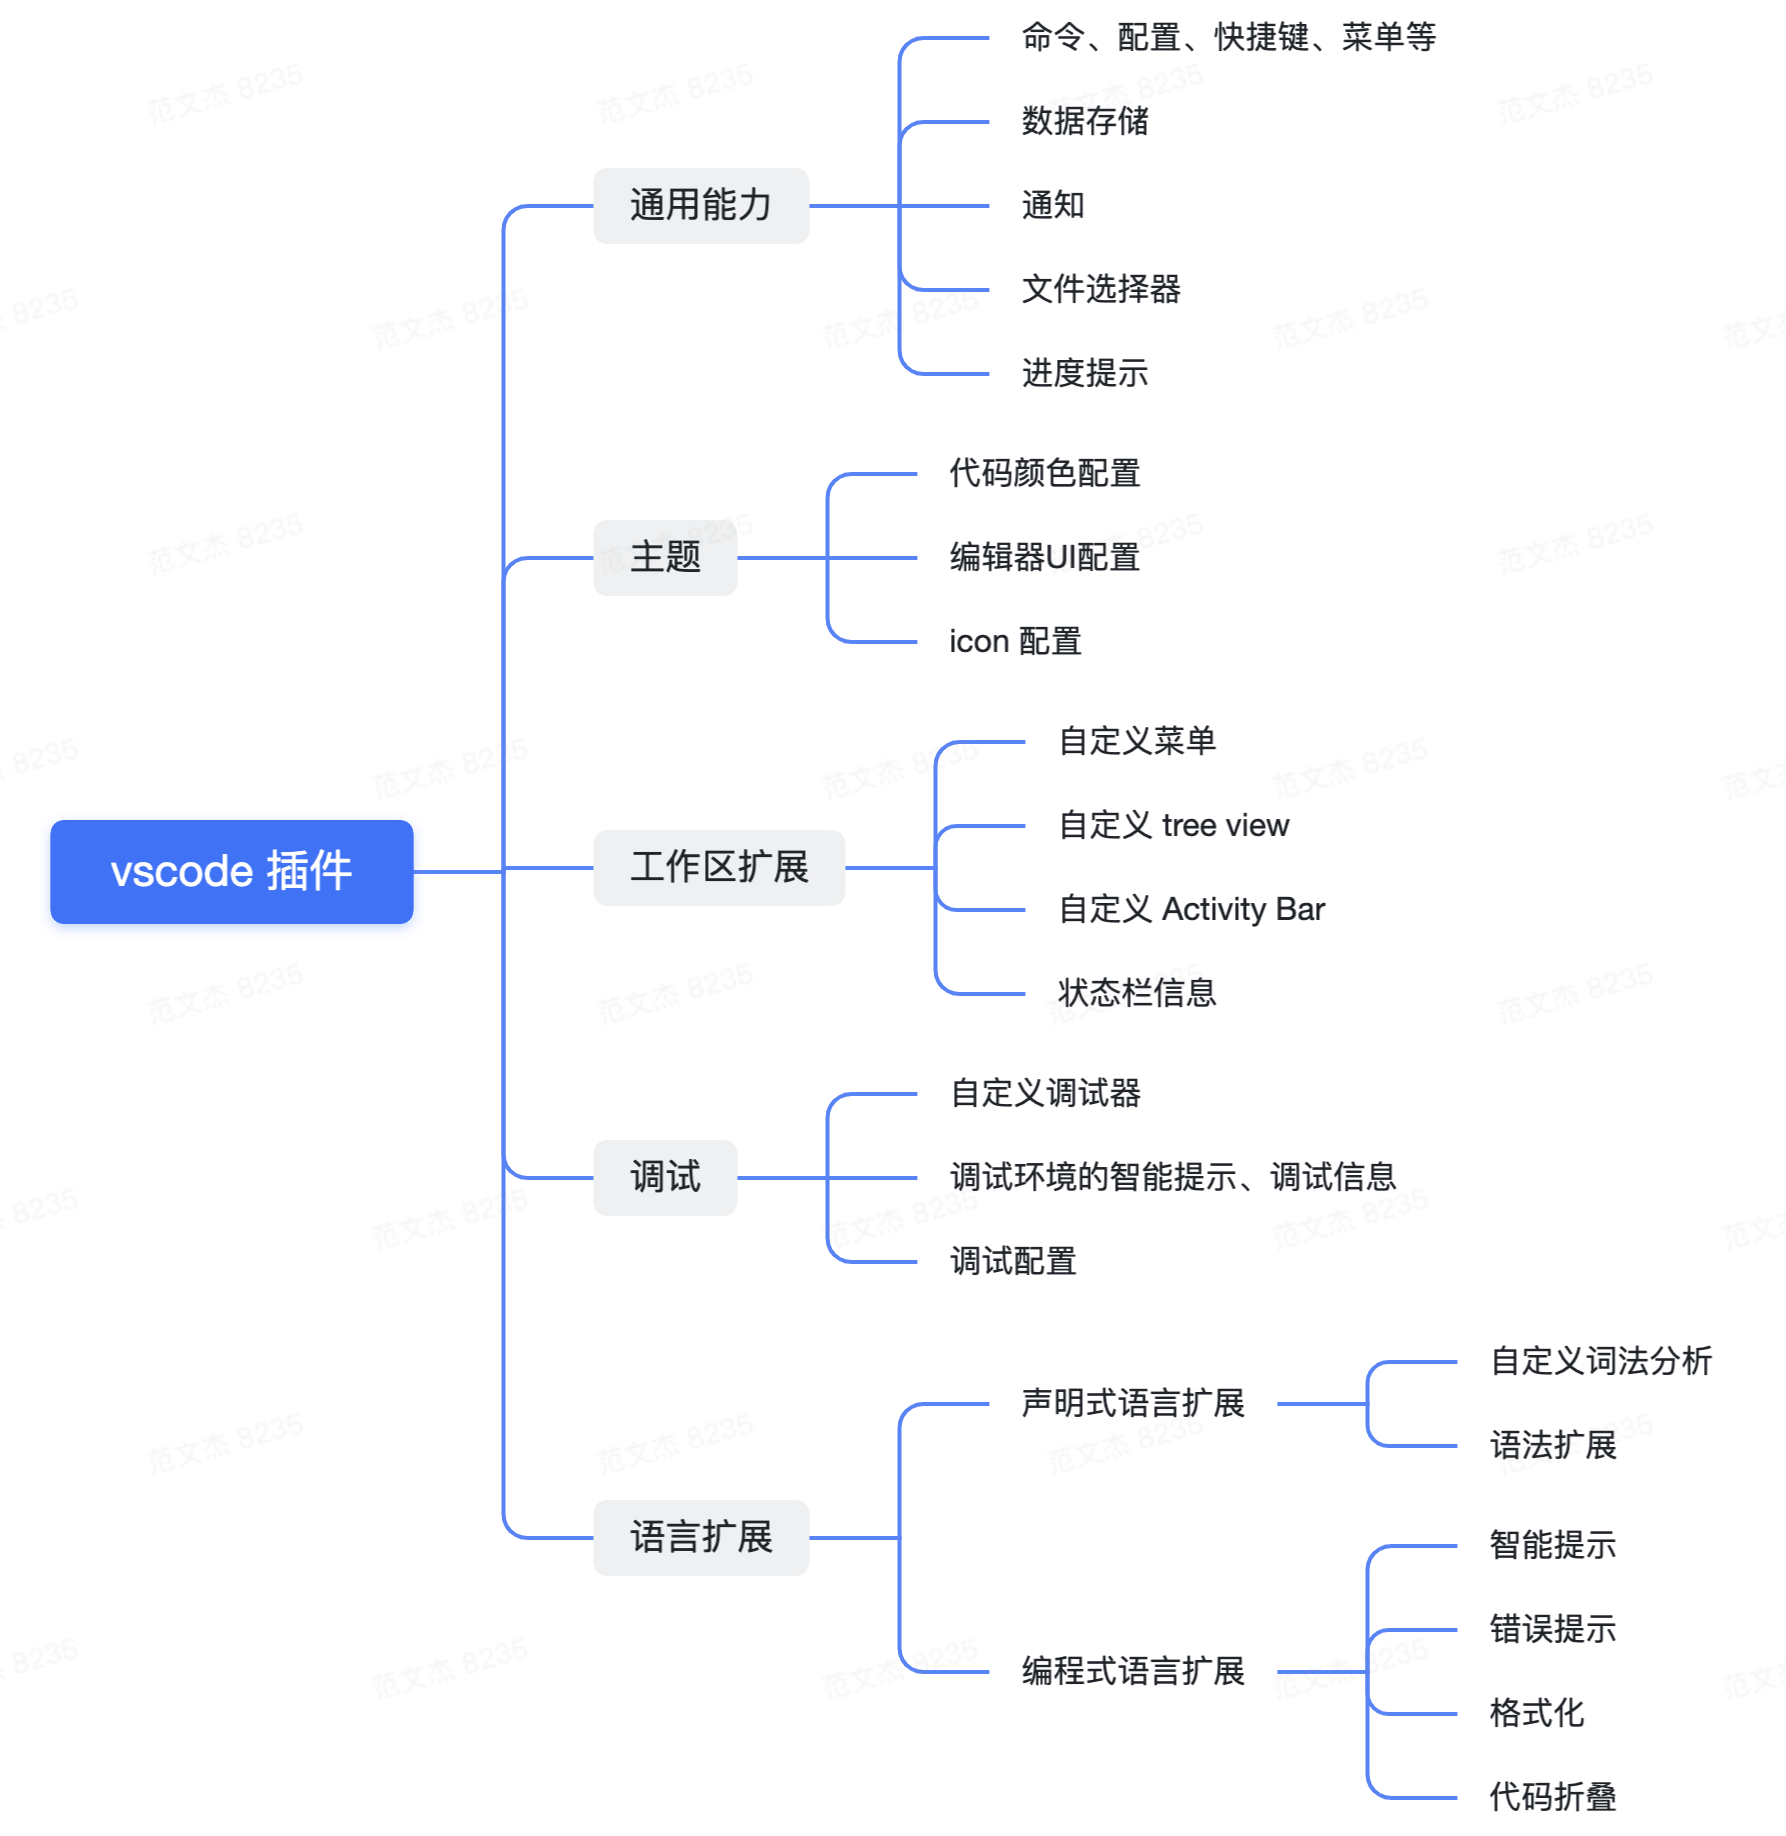 vscode 插件
通用能力
命令、配置、快捷键、菜单等
数据存储
通知
文件选择器
进度提示
主题
代码颜色配置
编辑器UI配置
icon 配置
工作区扩展
自定义菜单
自定义 tree view
自定义 Activity Bar
状态栏信息
调试
自定义调试器
调试环境的智能提示、调试信息
调试配置
语言扩展
声明式语言扩展
自定义词法分析
语法扩展
编程式语言扩展
智能提示
错误提示
格式化
代码折叠
范文杰 8235